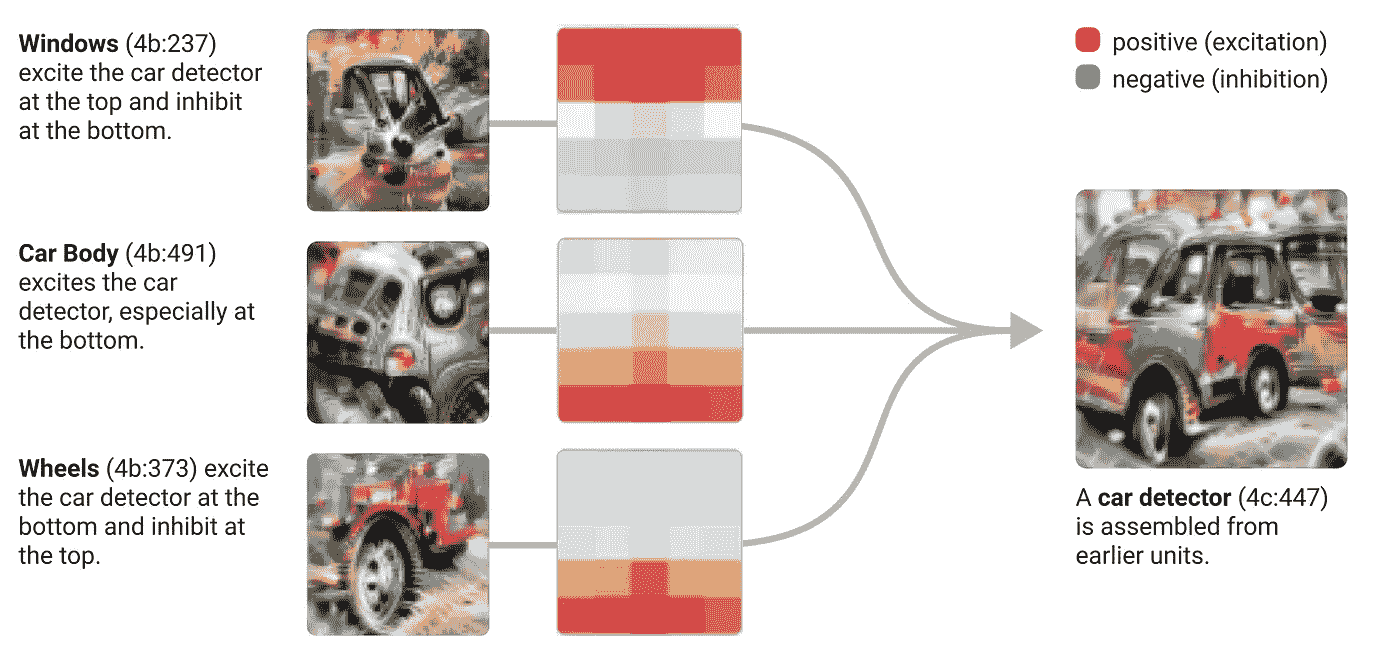 Windows (4b:237)
excite the car detector
at the top and inhibit
at the bottom.
Car Body (4b:491)
excites the car
detector, especially at
the bottom.
Wheels (4b:373) excite
the car detector at the
bottom and inhibit at
the top.
positive (excitation)
negative (inhibition)
A car detector (4c:447)
is assembled from
earlier units.